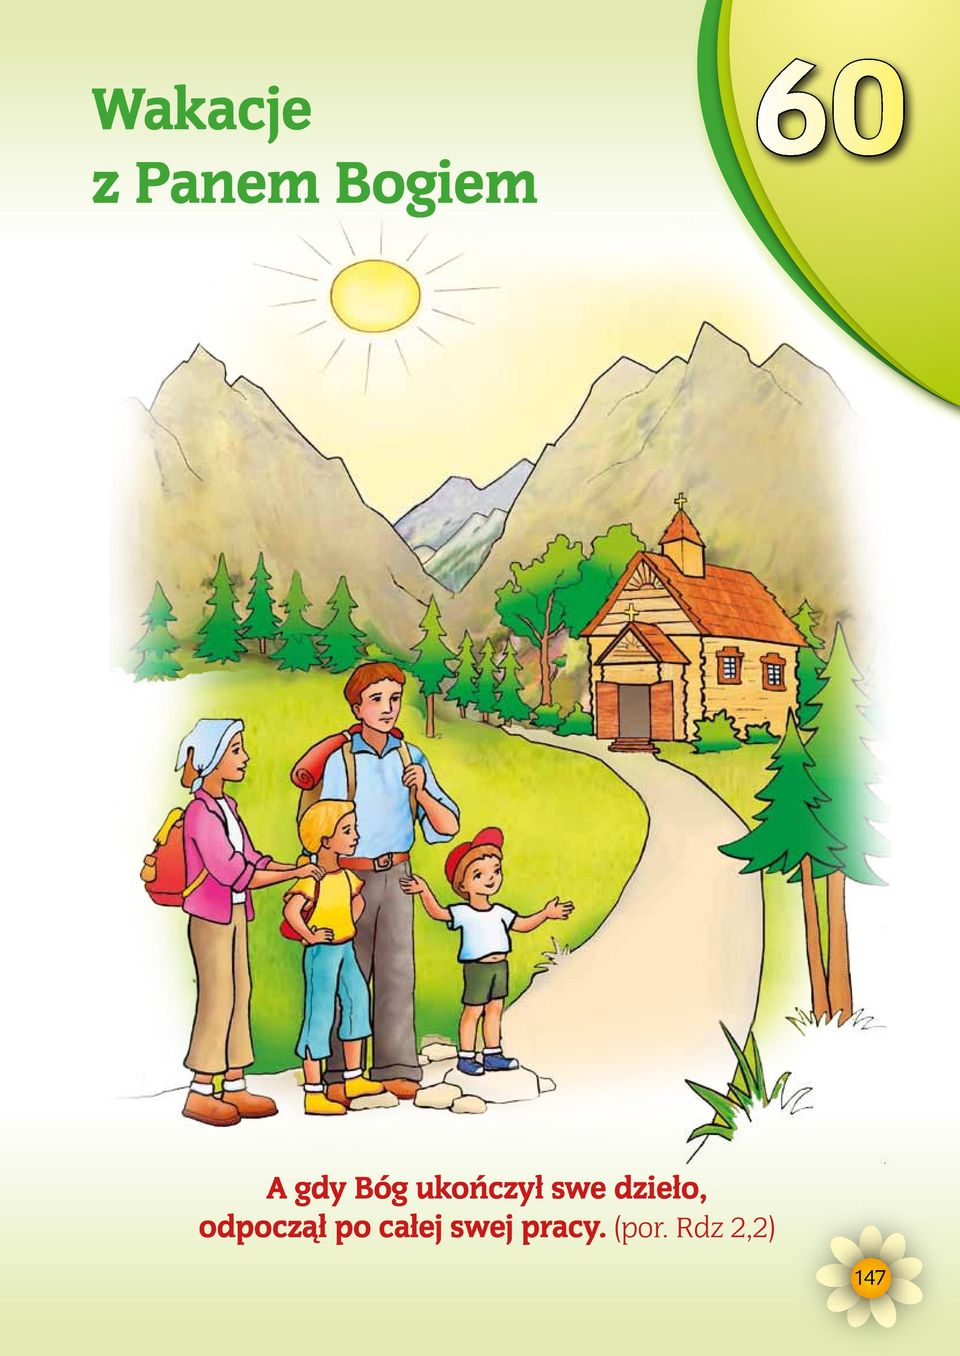 Wakacje
z Panem Bogiem
60
A gdy Bóg ukończył swe dzieło,
odpoczął po całej swej pracy. (por. Rdz 2,2)
147